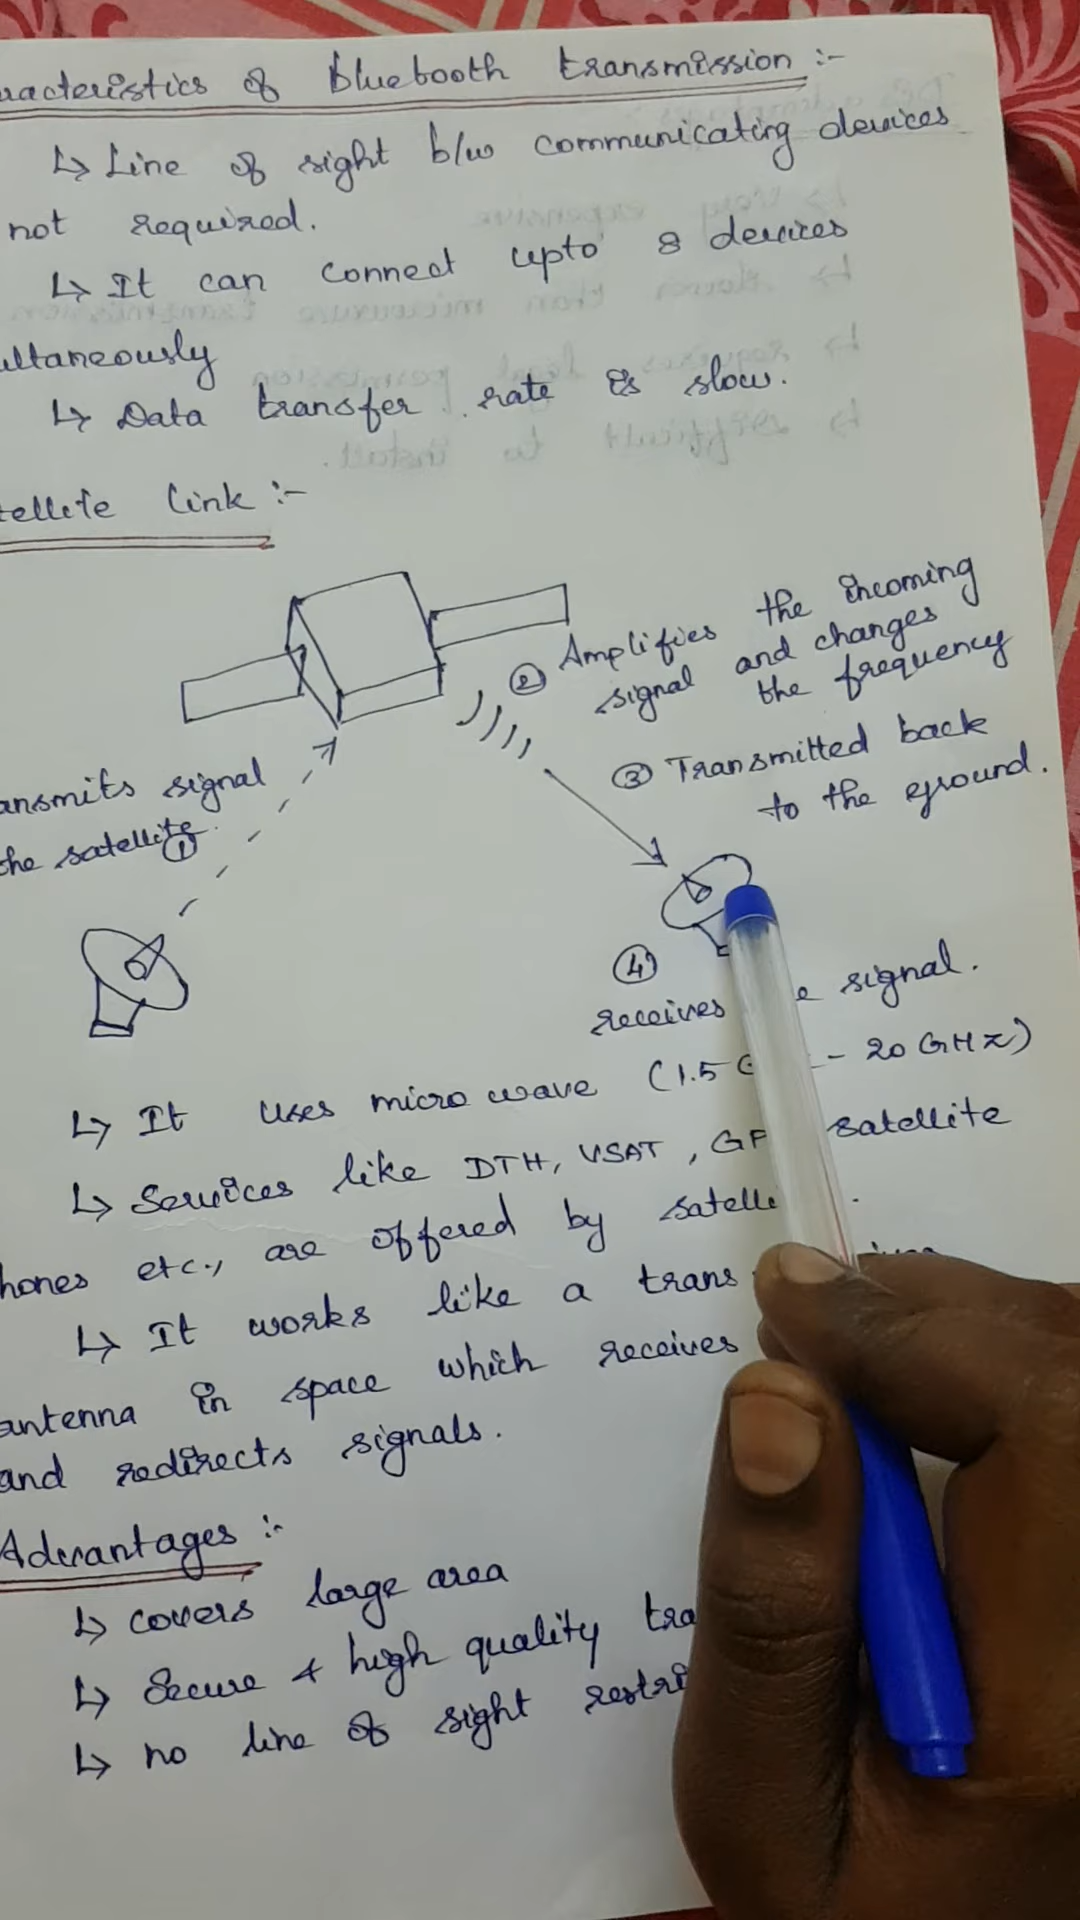 racteristics of bluetooth transmission :-
↳ Line of sight b/w communicating devices
not required.
↳ It can connect upto 8 devices
ultaneously
↳ Data transfer rate is slow.
tellite link :-
② Amplifies the incoming
signal and changes
the frequency
③ Transmitted back
to the ground.
ansmits signal
the satellite ①
④
receives signal.
↳ It uses micro wave (1.5 G - 20 GHz)
↳ Services like DTH, VSAT, GP satellite
hones etc., are offered by satelli .
↳ It works like a trans
antenna in space which receives
and redirects signals.
Advantages :-
↳ covers large area
↳ Secure & high quality tra
↳ no line of sight restri